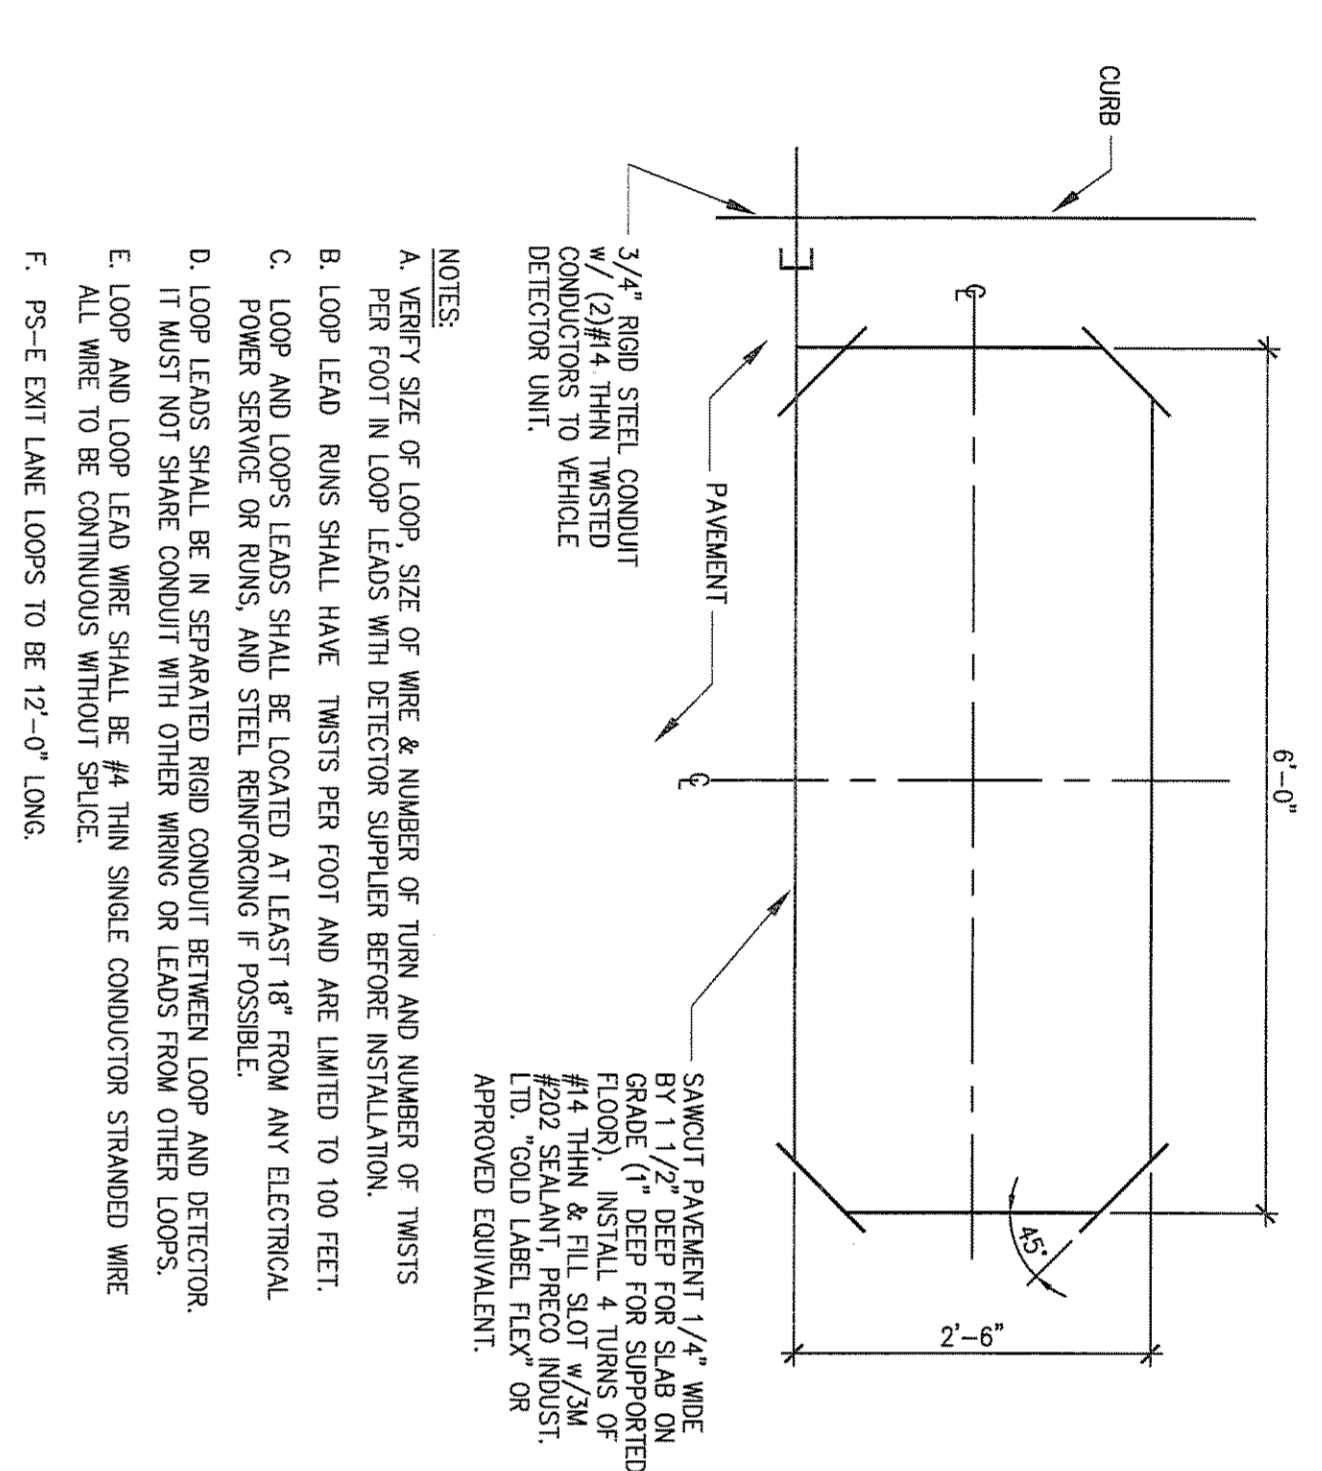 CURB
6'-0"
℄
3/4" RIGID STEEL CONDUIT
w/ (2)#14 THHN TWISTED
CONDUCTORS TO VEHICLE
DETECTOR UNIT.
PAVEMENT
℄
45°
2'-6"
SAWCUT PAVEMENT 1/4" WIDE
BY 1 1/2" DEEP FOR SLAB ON
GRADE (1" DEEP FOR SUPPORTED
FLOOR). INSTALL 4 TURNS OF
#14 THHN & FILL SLOT w/3M
#202 SEALANT, PRECO INDUST.
LTD. "GOLD LABEL FLEX" OR
APPROVED EQUIVALENT.
NOTES:
A. VERIFY SIZE OF LOOP, SIZE OF WIRE & NUMBER OF TURN AND NUMBER OF TWISTS
PER FOOT IN LOOP LEADS WITH DETECTOR SUPPLIER BEFORE INSTALLATION.
B. LOOP LEAD RUNS SHALL HAVE TWISTS PER FOOT AND ARE LIMITED TO 100 FEET.
C. LOOP AND LOOPS LEADS SHALL BE LOCATED AT LEAST 18" FROM ANY ELECTRICAL
POWER SERVICE OR RUNS, AND STEEL REINFORCING IF POSSIBLE.
D. LOOP LEADS SHALL BE IN SEPARATED RIGID CONDUIT BETWEEN LOOP AND DETECTOR.
IT MUST NOT SHARE CONDUIT WITH OTHER WIRING OR LEADS FROM OTHER LOOPS.
E. LOOP AND LOOP LEAD WIRE SHALL BE #4 THIN SINGLE CONDUCTOR STRANDED WIRE
ALL WIRE TO BE CONTINUOUS WITHOUT SPLICE.
F. PS-E EXIT LANE LOOPS TO BE 12'-0" LONG.